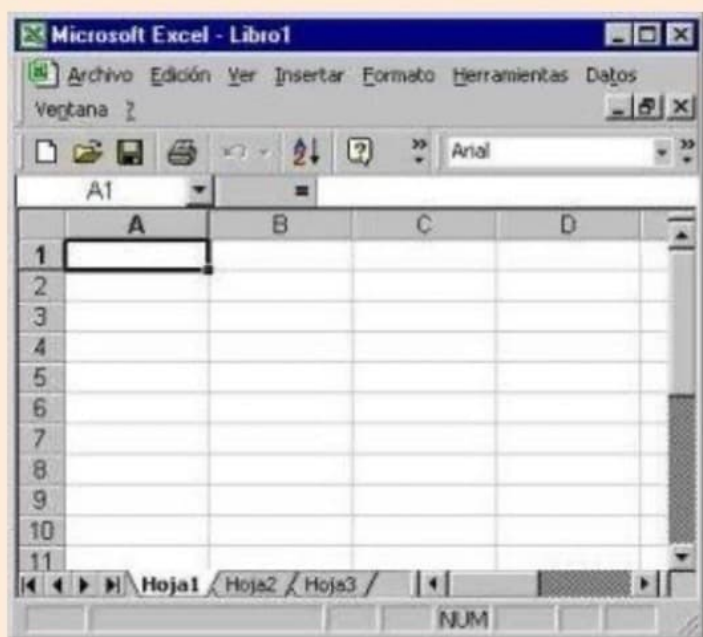 Microsoft Excel - Libro1
Archivo Edición Ver Insertar Formato Herramientas Datos
Ventana ?
Arial
A1 =
A B C D
1
2
3
4
5
6
7
8
9
10
11
Hoja1 Hoja2 Hoja3
NUM